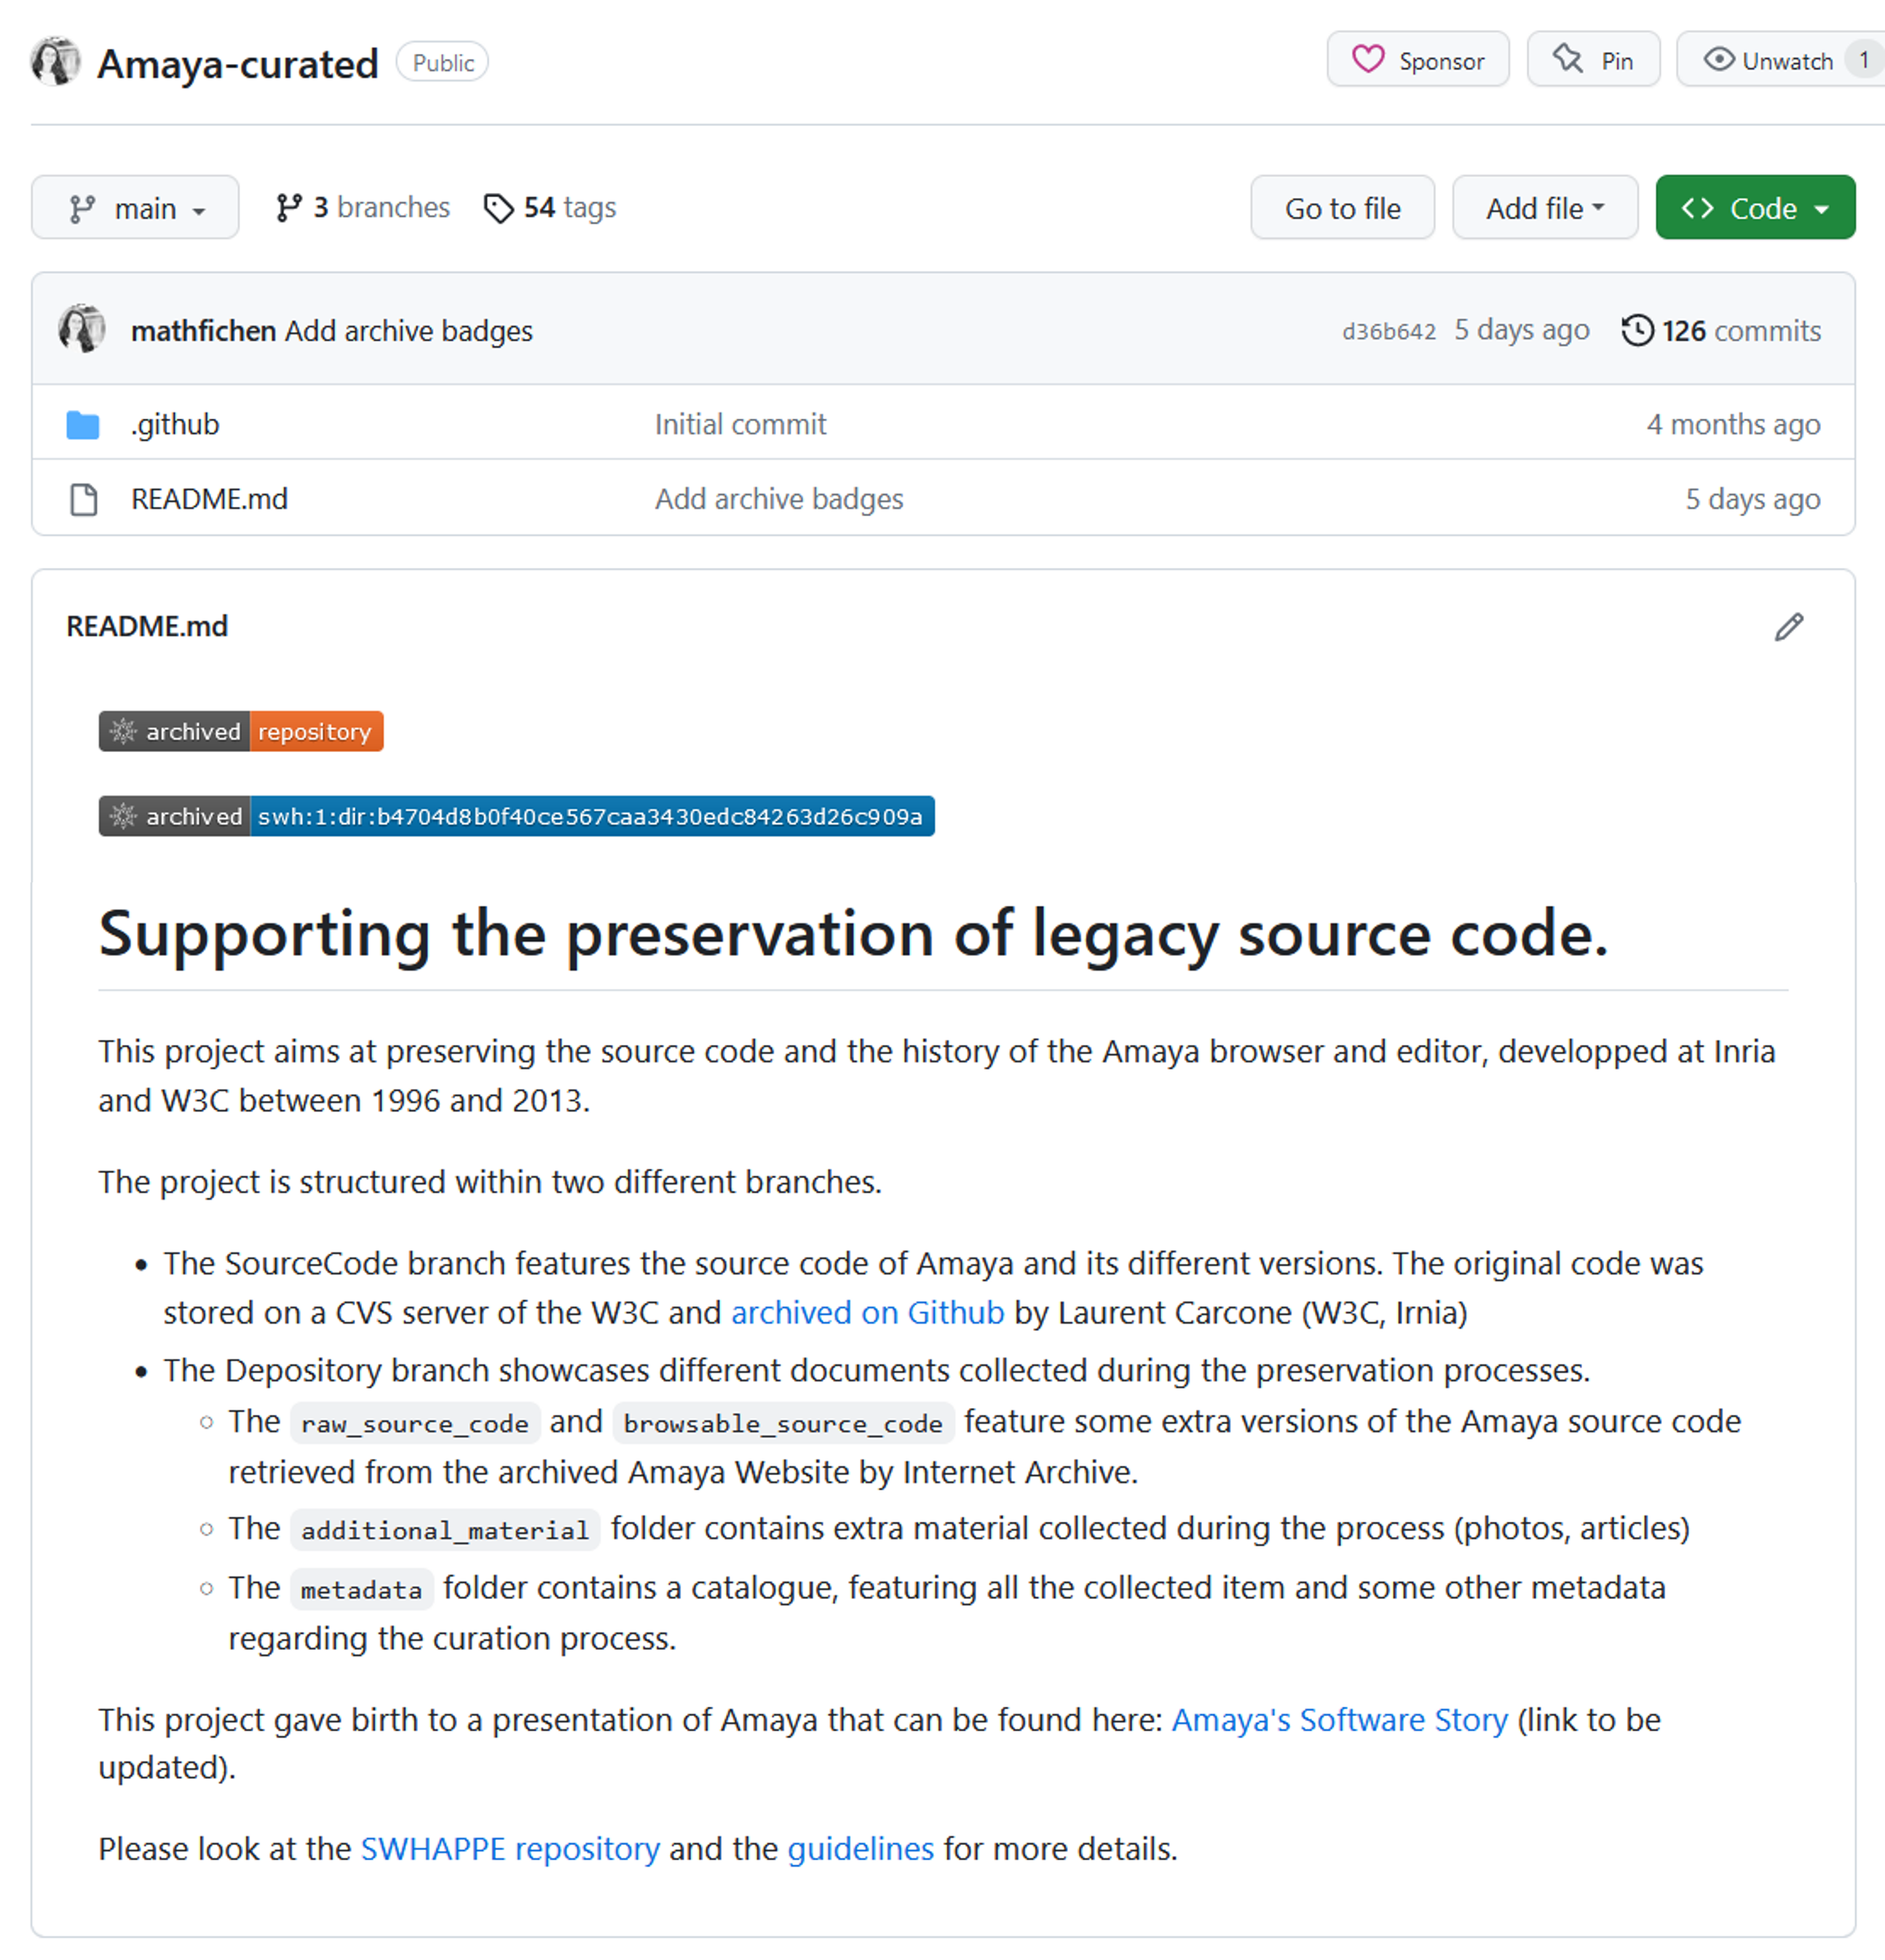 Amaya-curated Public Sponsor Pin Unwatch 1
main 3 branches 54 tags Go to file Add file Code
mathfichen Add archive badges d36b642 5 days ago 126 commits
.github Initial commit 4 months ago
README.md Add archive badges 5 days ago
README.md
archived repository
archived swh:1:dir:b4704d8b0f40ce567caa3430edc84263d26c909a
Supporting the preservation of legacy source code.
This project aims at preserving the source code and the history of the Amaya browser and editor, developped at Inria
and W3C between 1996 and 2013.
The project is structured within two different branches.
• The SourceCode branch features the source code of Amaya and its different versions. The original code was
stored on a CVS server of the W3C and archived on Github by Laurent Carcone (W3C, Irnia)
• The Depository branch showcases different documents collected during the preservation processes.
○ The raw_source_code and browsable_source_code feature some extra versions of the Amaya source code
retrieved from the archived Amaya Website by Internet Archive.
○ The additional_material folder contains extra material collected during the process (photos, articles)
○ The metadata folder contains a catalogue, featuring all the collected item and some other metadata
regarding the curation process.
This project gave birth to a presentation of Amaya that can be found here: Amaya's Software Story (link to be
updated).
Please look at the SWHAPPE repository and the guidelines for more details.